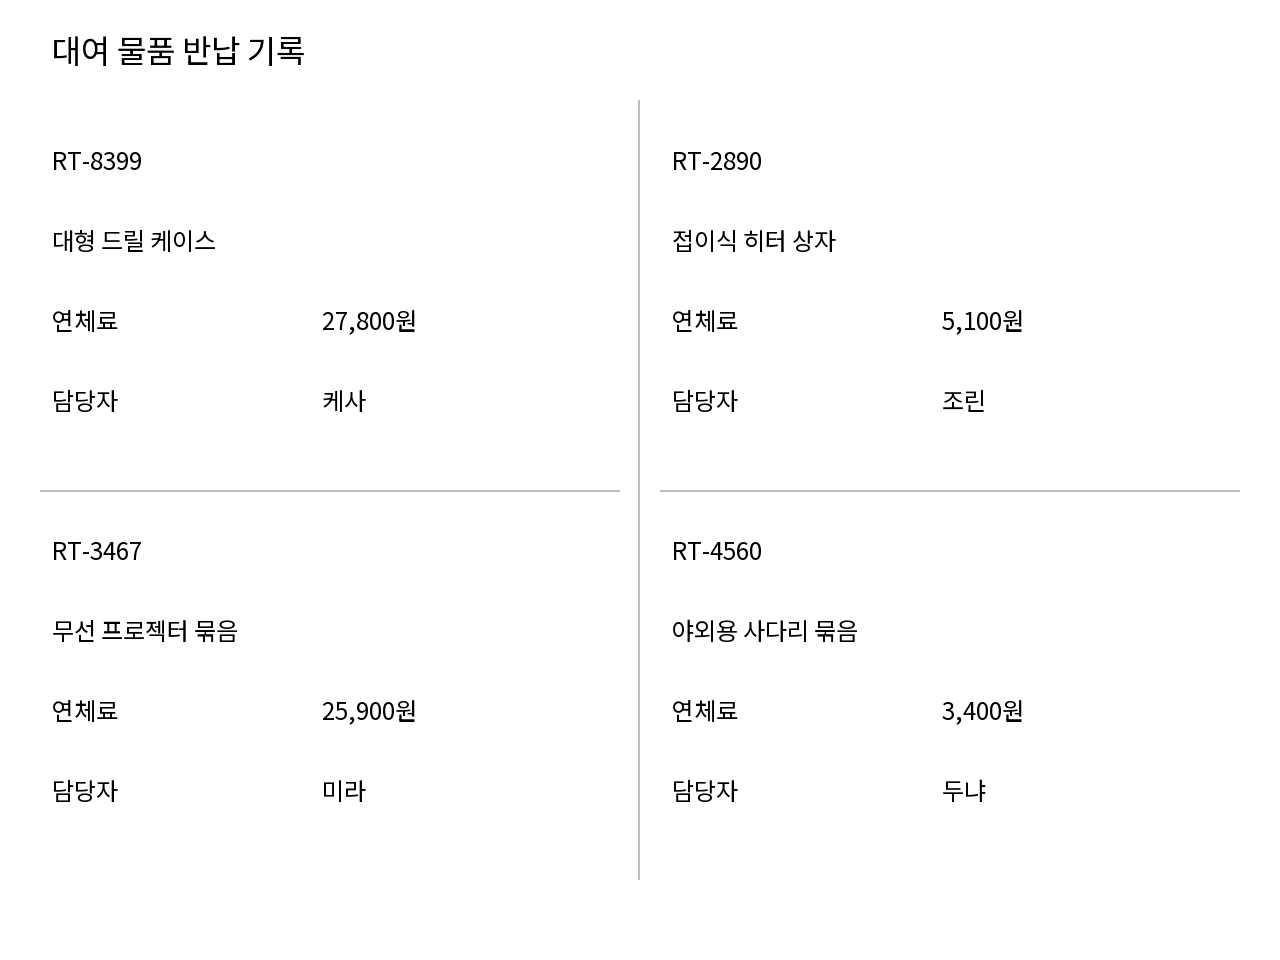 대여 물품 반납 기록
RT-8399
대형 드릴 케이스
연체료 27,800원
담당자 케사
RT-2890
접이식 히터 상자
연체료 5,100원
담당자 조린
RT-3467
무선 프로젝터 묶음
연체료 25,900원
담당자 미라
RT-4560
야외용 사다리 묶음
연체료 3,400원
담당자 두냐